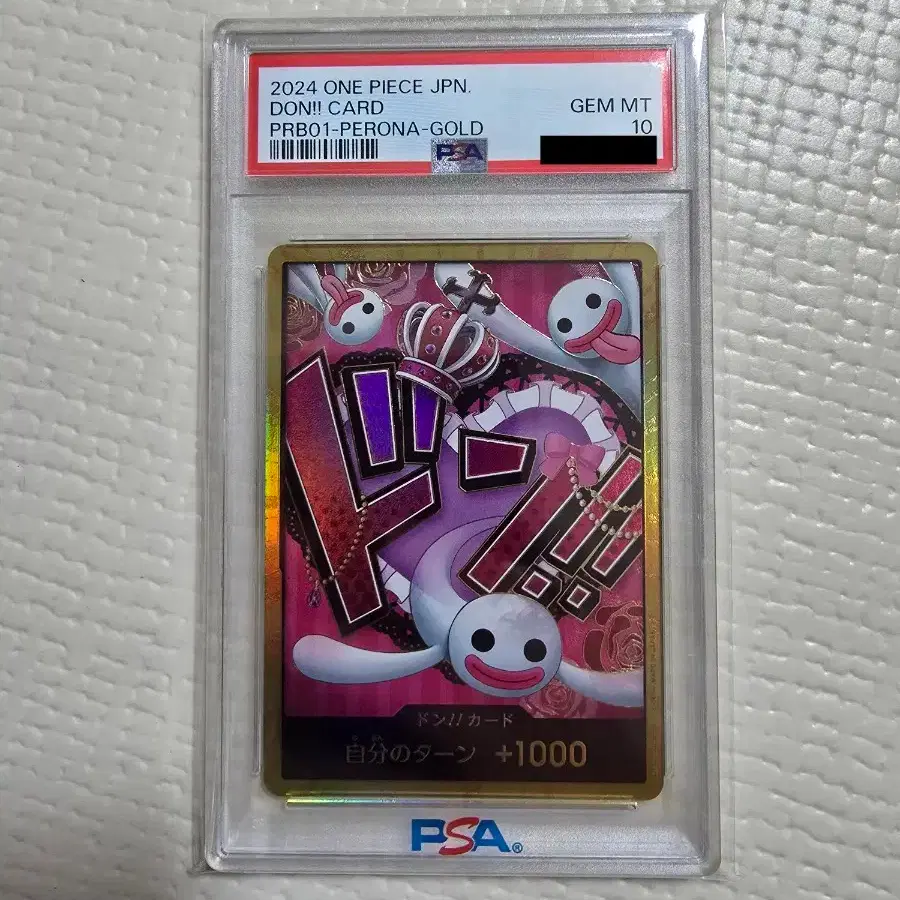 2024 ONE PIECE JPN.
DON!! CARD
GEM MT
PRB01-PERONA-GOLD
10
PSA
ドン!!
ドン!!カード
自分のターン +1000
PSA®